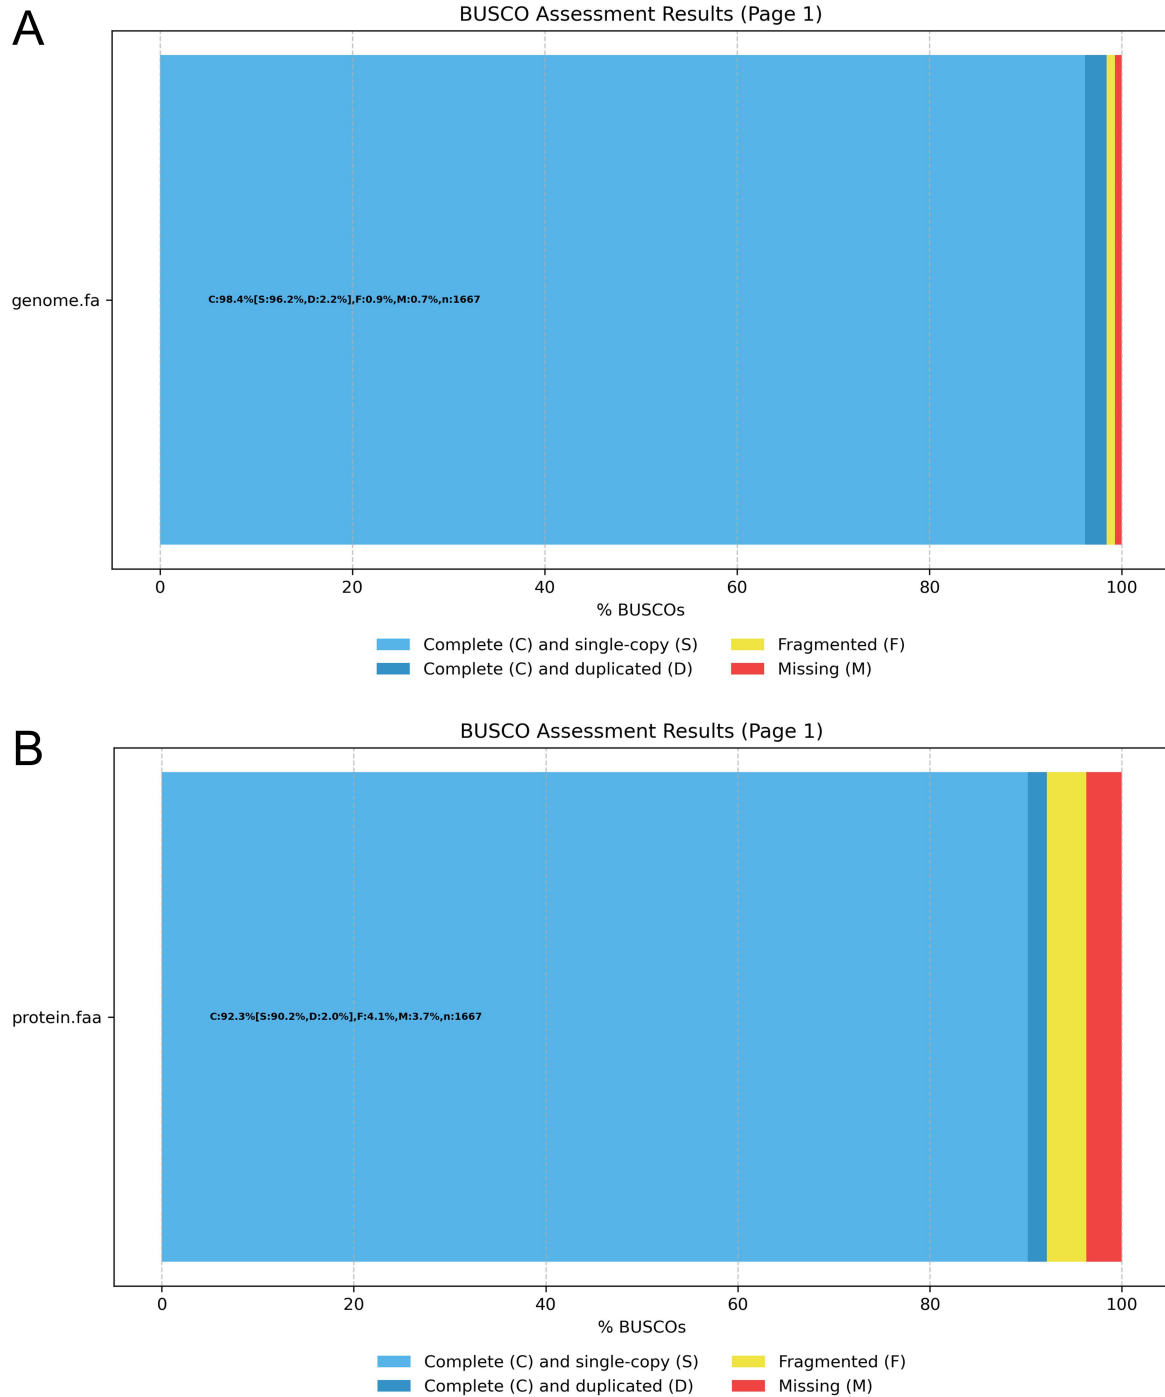 A
BUSCO Assessment Results (Page 1)
genome.fa
C:98.4%[S:96.2%,D:2.2%],F:0.9%,M:0.7%,n:1667
0 20 40 60 80 100
% BUSCOs
Complete (C) and single-copy (S) Fragmented (F)
Complete (C) and duplicated (D) Missing (M)
B
BUSCO Assessment Results (Page 1)
protein.faa
C:92.3%[S:90.2%,D:2.0%],F:4.1%,M:3.7%,n:1667
0 20 40 60 80 100
% BUSCOs
Complete (C) and single-copy (S) Fragmented (F)
Complete (C) and duplicated (D) Missing (M)